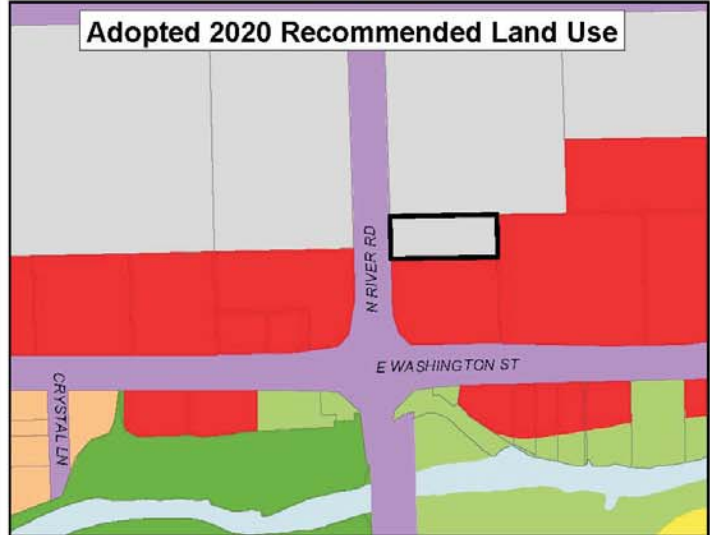 Adopted 2020 Recommended Land Use
N RIVER RD
E WASHINGTON ST
CRYSTAL LN